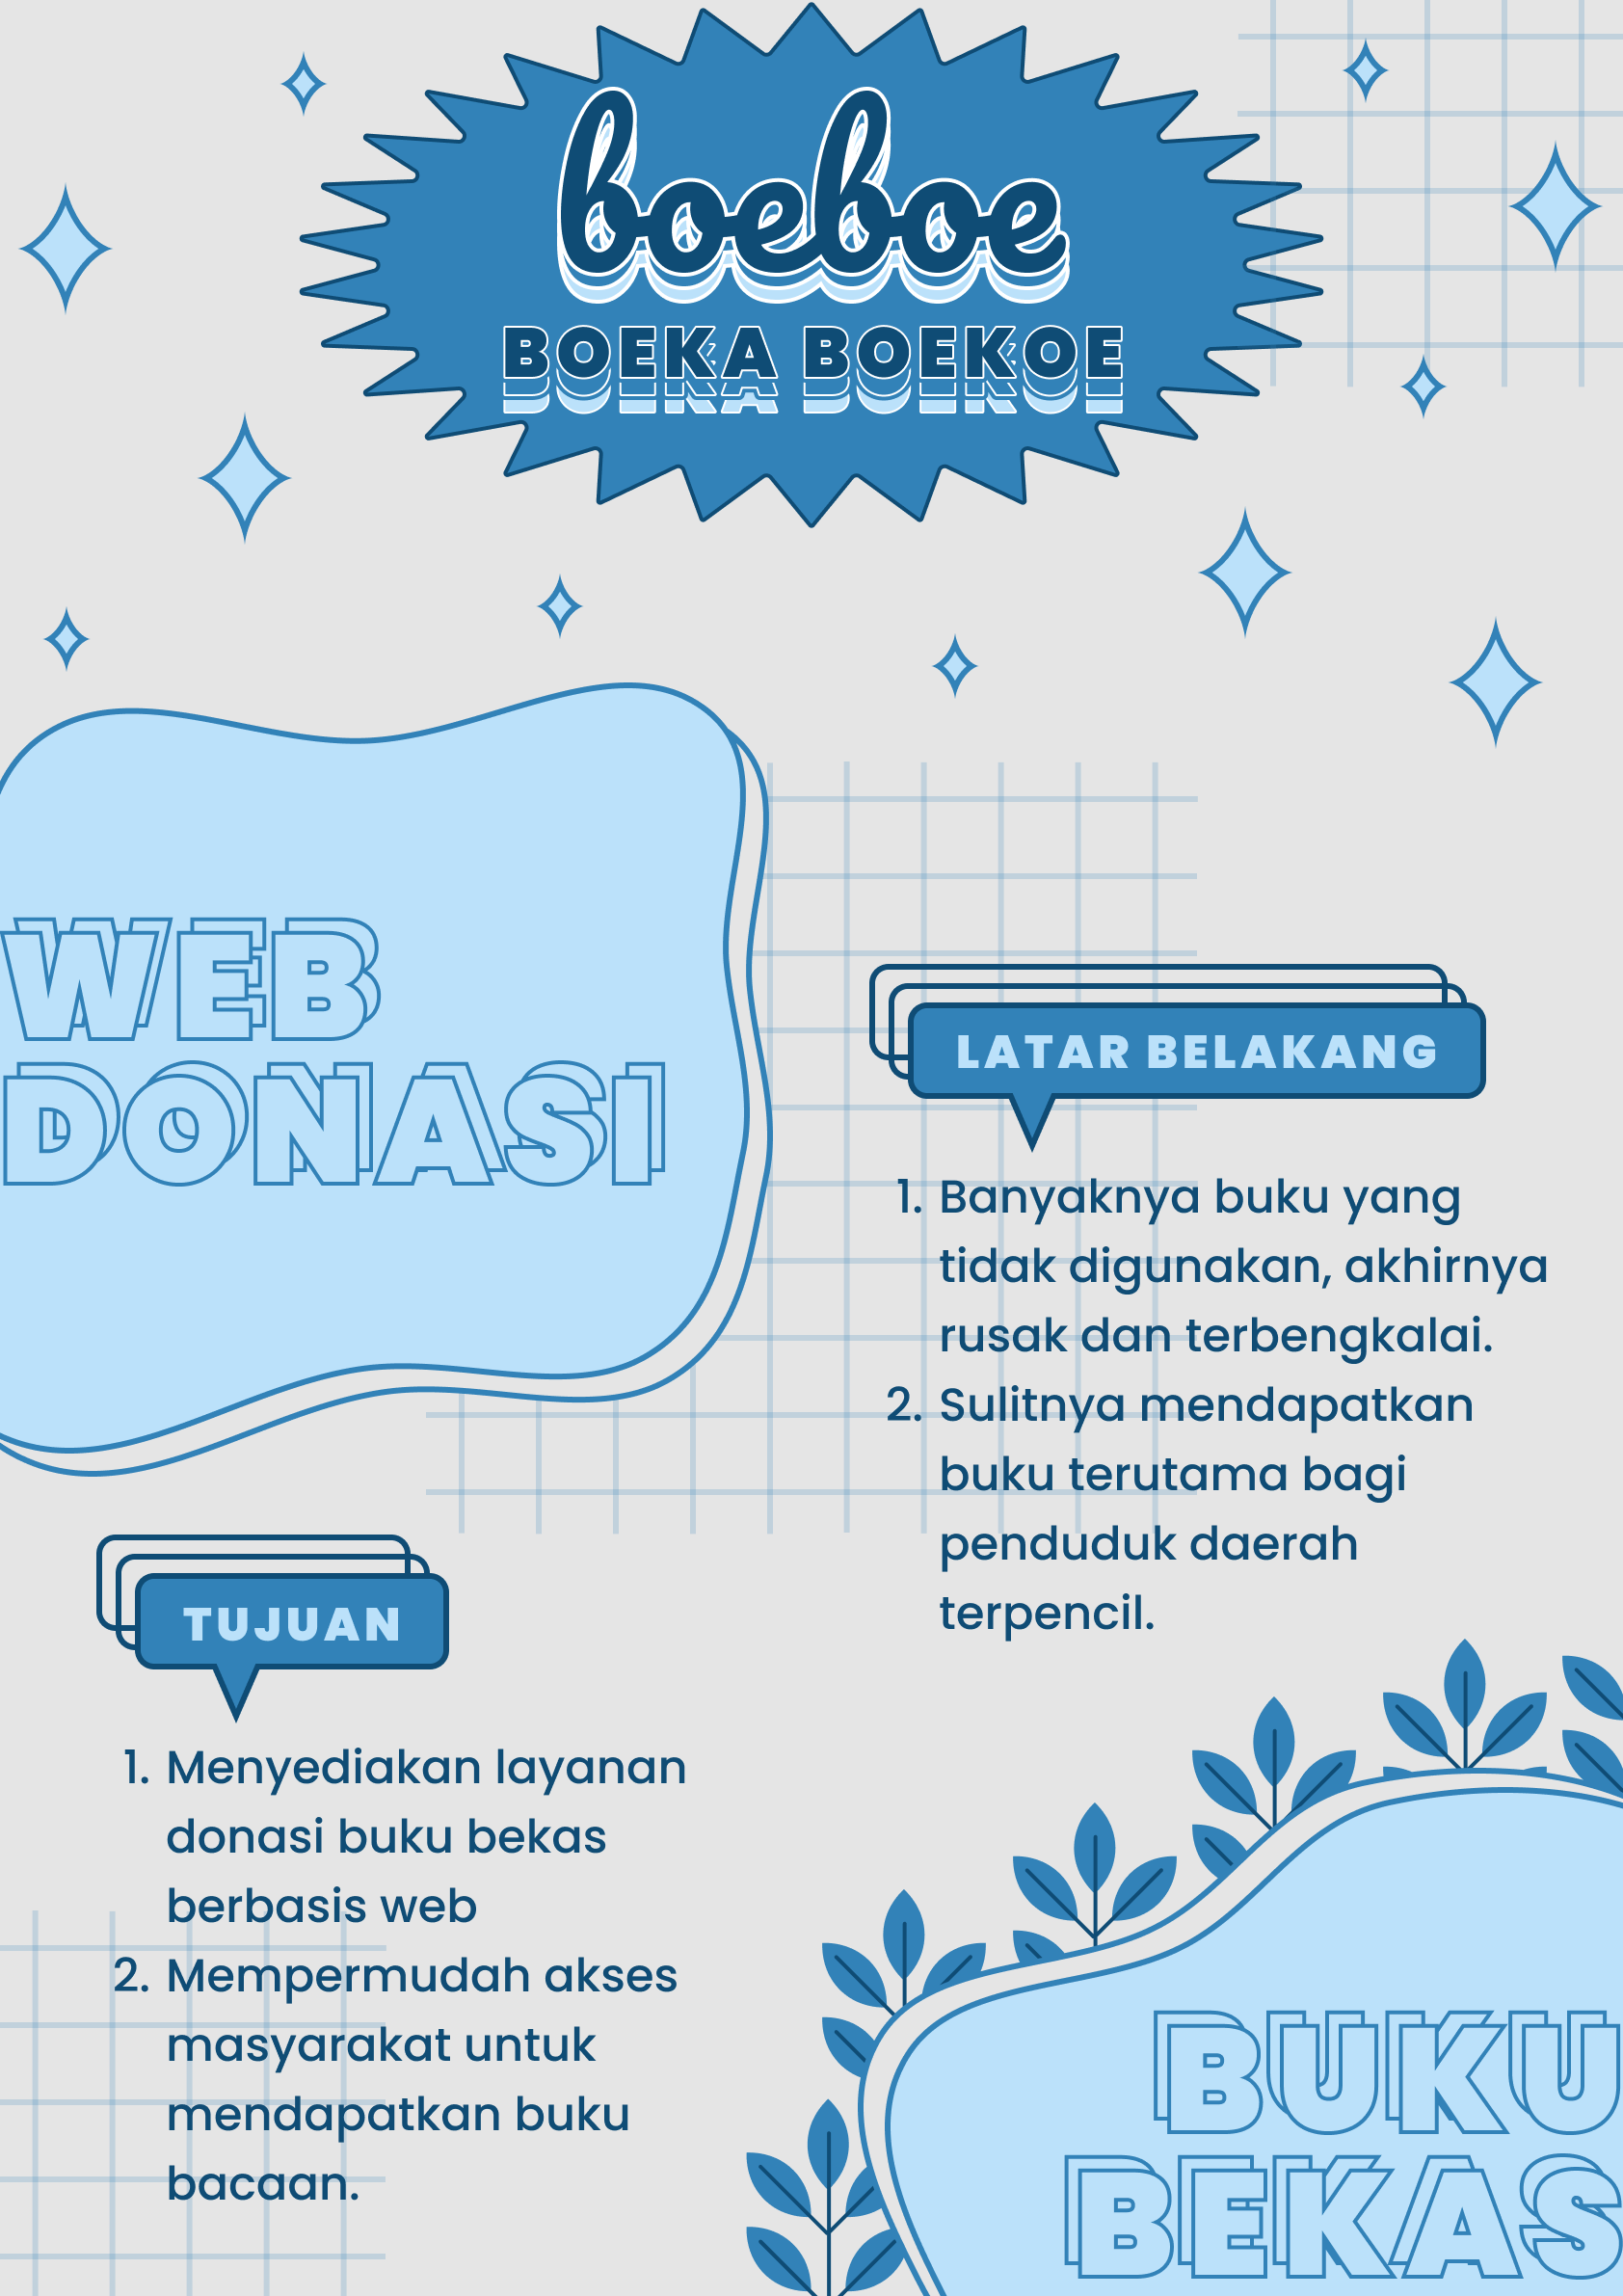 boeboe
BOEKA BOEKOE
WEB
DONASI
LATAR BELAKANG
1. Banyaknya buku yang
tidak digunakan, akhirnya
rusak dan terbengkalai.
2. Sulitnya mendapatkan
buku terutama bagi
penduduk daerah
terpencil.
TUJUAN
1. Menyediakan layanan
donasi buku bekas
berbasis web
2. Mempermudah akses
masyarakat untuk
mendapatkan buku
bacaan.
BUKU
BEKAS